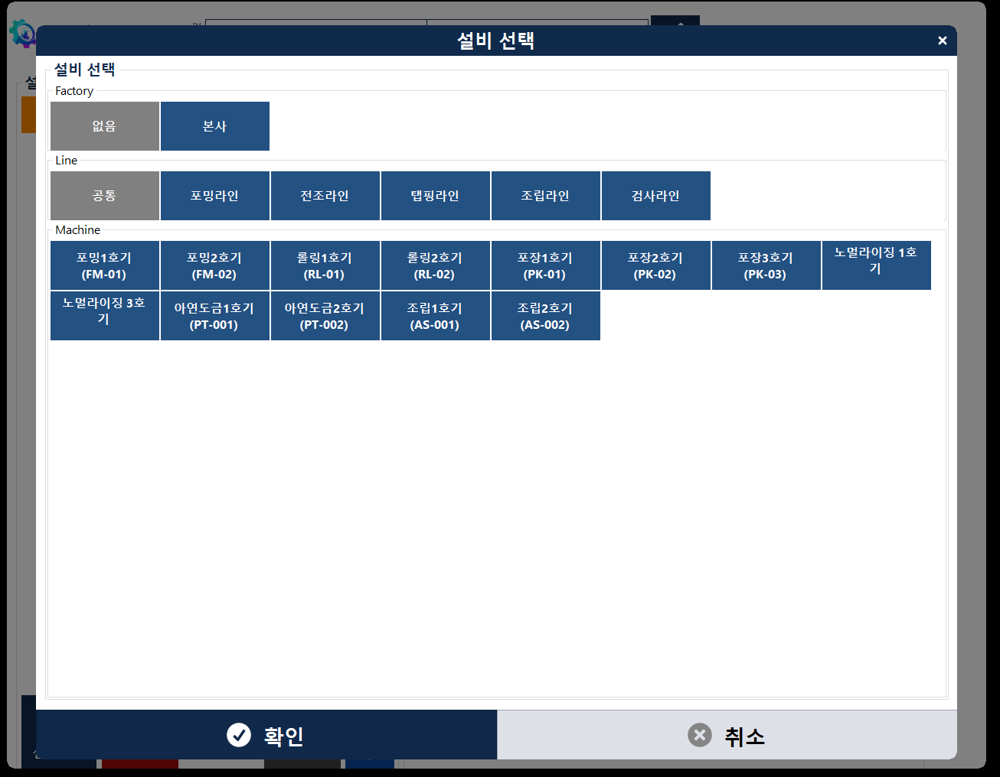 설비 선택
설비 선택
Factory
없음
본사
Line
공통
포밍라인
전조라인
탭핑라인
조립라인
검사라인
Machine
포밍1호기
(FM-01)
포밍2호기
(FM-02)
롤링1호기
(RL-01)
롤링2호기
(RL-02)
포장1호기
(PK-01)
포장2호기
(PK-02)
포장3호기
(PK-03)
노멀라이징 1호
기
노멀라이징 3호
기
아연도금1호기
(PT-001)
아연도금2호기
(PT-002)
조립1호기
(AS-001)
조립2호기
(AS-002)
확인
취소